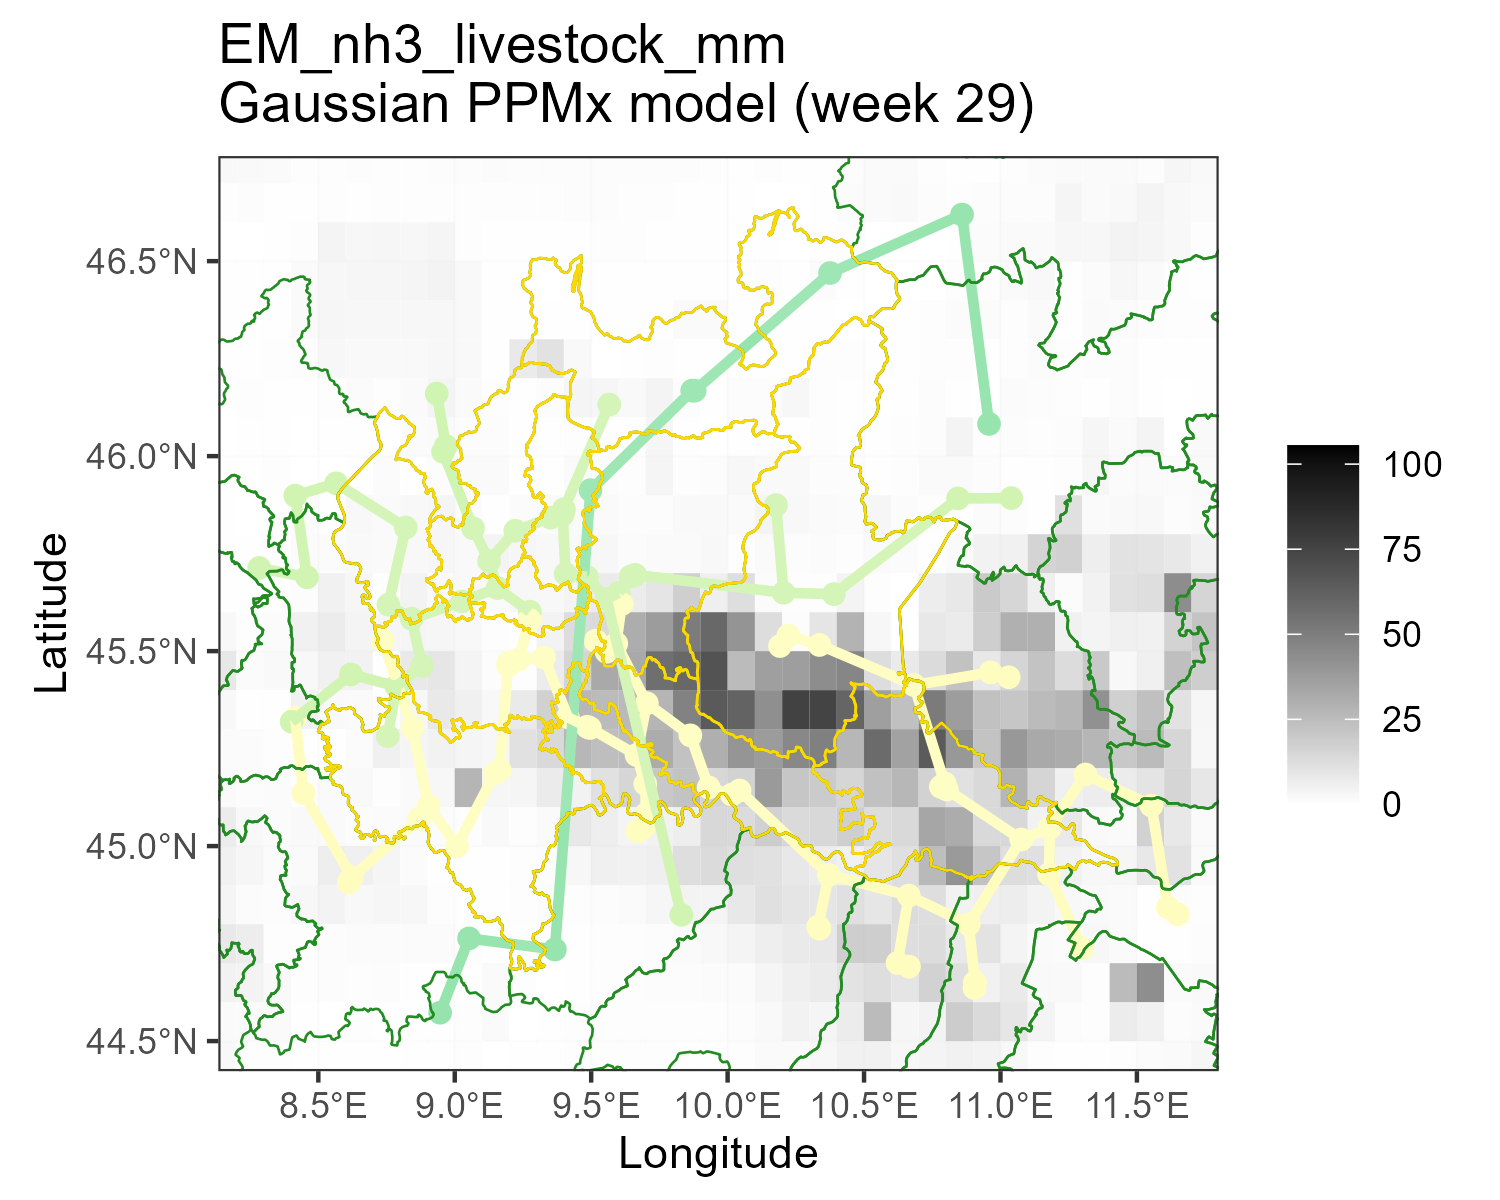 EM_nh3_livestock_mm
Gaussian PPMx model (week 29)
46.5°N
46.0°N
45.5°N
45.0°N
44.5°N
Latitude
8.5°E 9.0°E 9.5°E 10.0°E 10.5°E 11.0°E 11.5°E
Longitude
100
75
50
25
0